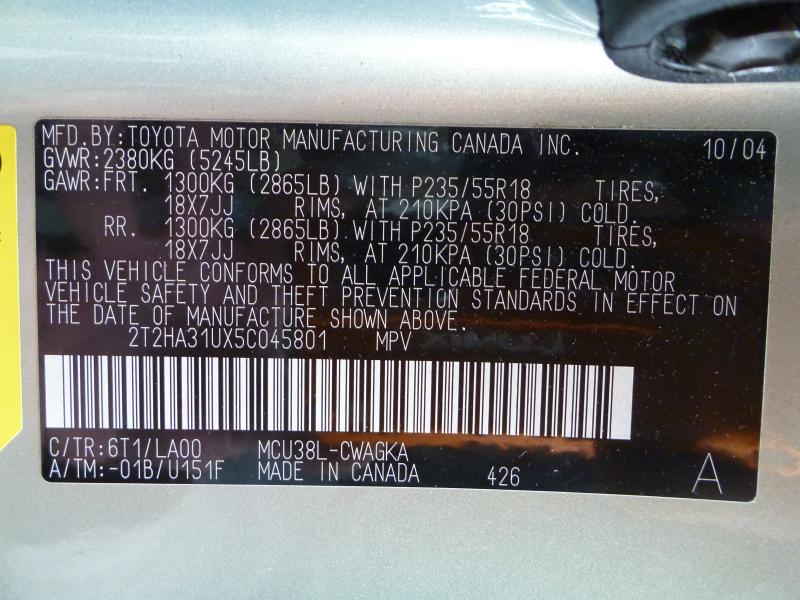 MFD.BY:TOYOTA MOTOR MANUFACTURING CANADA INC. 10/04
GVWR:2380KG (5245LB)
GAWR:FRT. 1300KG (2865LB) WITH P235/55R18 TIRES,
18X7JJ RIMS, AT 210KPA (30PSI) COLD.
RR. 1300KG (2865LB) WITH P235/55R18 TIRES,
18X7JJ RIMS, AT 210KPA (30PSI) COLD.
THIS VEHICLE CONFORMS TO ALL APPLICABLE FEDERAL MOTOR
VEHICLE SAFETY AND THEFT PREVENTION STANDARDS IN EFFECT ON
THE DATE OF MANUFACTURE SHOWN ABOVE.
2T2HA31UX5C045801 MPV
C/TR:6T1/LA00 MCU38L-CWAGKA
A/TM:-01B/U151F MADE IN CANADA 426 A